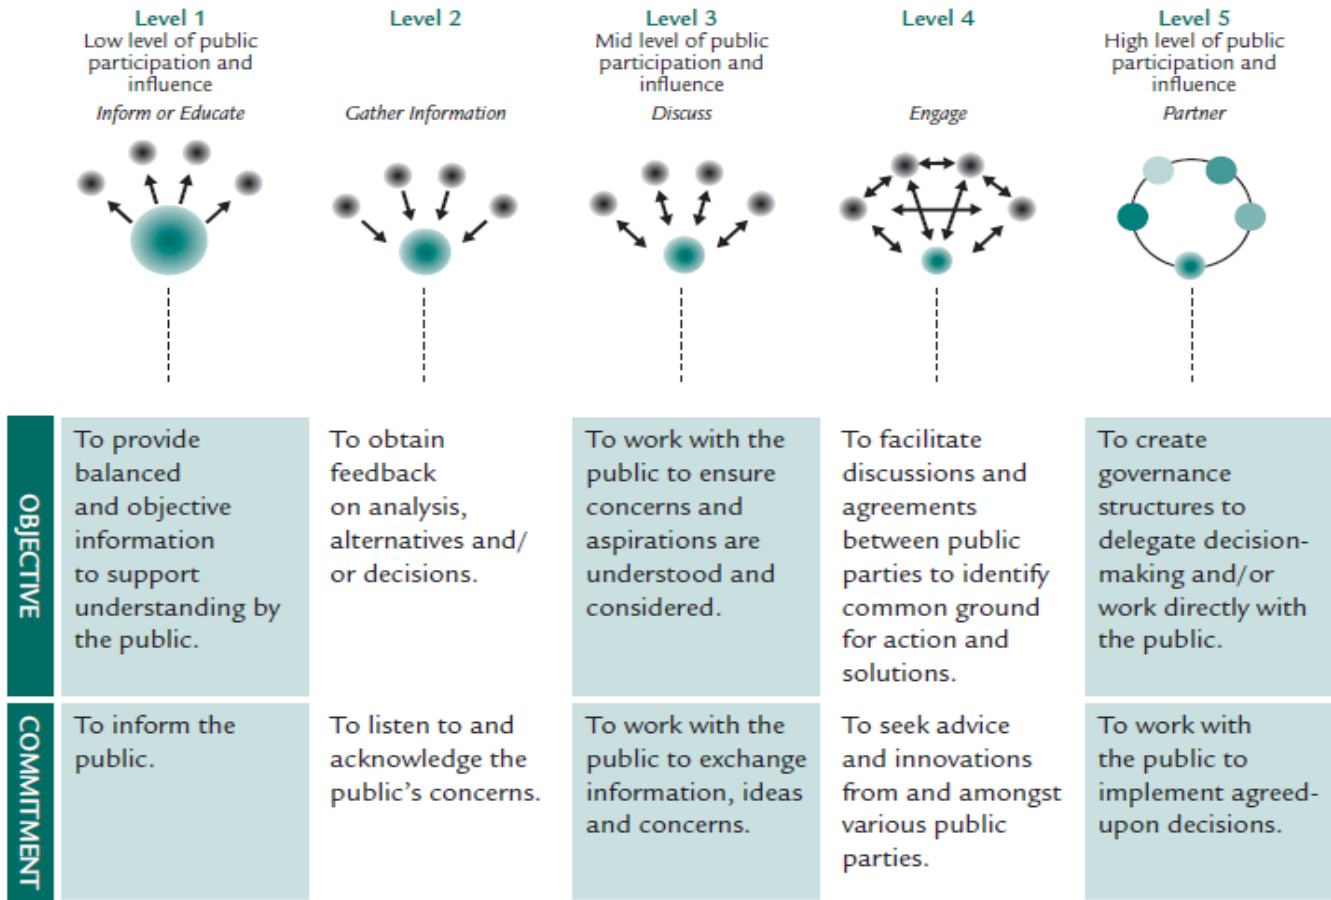 Level 1
Low level of public
participation and
influence
Inform or Educate
Level 2
Gather Information
Level 3
Mid level of public
participation and
influence
Discuss
Level 4
Engage
Level 5
High level of public
participation and
influence
Partner
OBJECTIVE
To provide
balanced
and objective
information
to support
understanding by
the public.
To obtain
feedback
on analysis,
alternatives and/
or decisions.
To work with the
public to ensure
concerns and
aspirations are
understood and
considered.
To facilitate
discussions and
agreements
between public
parties to identify
common ground
for action and
solutions.
To create
governance
structures to
delegate decision-
making and/or
work directly with
the public.
COMMITMENT
To inform the
public.
To listen to and
acknowledge the
public’s concerns.
To work with the
public to exchange
information, ideas
and concerns.
To seek advice
and innovations
from and amongst
various public
parties.
To work with
the public to
implement agreed-
upon decisions.